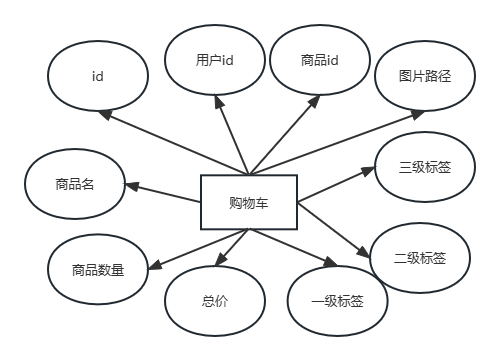 id
用户id
商品id
图片路径
商品名
购物车
三级标签
商品数量
总价
一级标签
二级标签